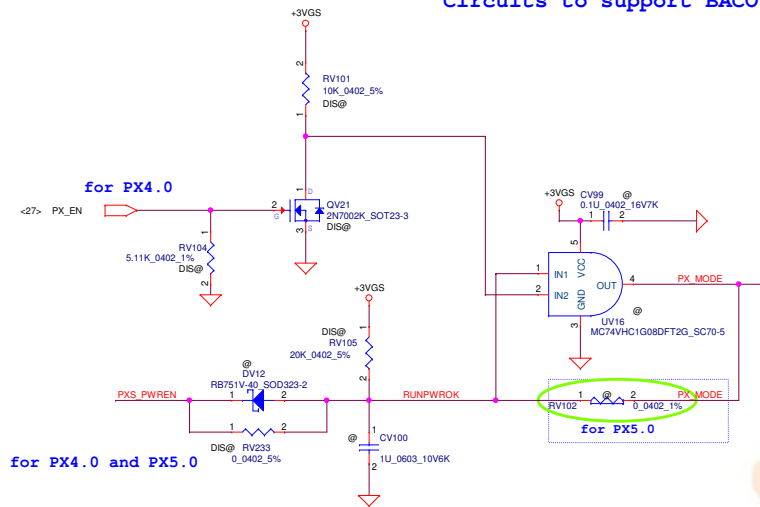 Circuits to support BACO
+3VGS
2
RV101
10K_0402_5%
DIS@
1
for PX4.0
<27> PX_EN
1
D
2
G
QV21
2N7002K_SOT23-3
DIS@
3
S
1
RV104
5.11K_0402_1%
DIS@
2
+3VGS
CV99
@
0.1U_0402_16V7K
1
2
5
VCC
1
IN1
2
IN2
OUT
4
PX_MODE
GND
3
@
UV16
MC74VHC1G08DFT2G_SC70-5
+3VGS
1
DIS@
RV105
20K_0402_5%
2
@
DV12
RB751V-40_SOD323-2
PXS_PWREN
1
2
RUNPWROK
1
@
2
PX_MODE
RV102
0_0402_1%
for PX5.0
1
2
DIS@
RV233
0_0402_5%
@
1
CV100
1U_0603_10V6K
2
for PX4.0 and PX5.0